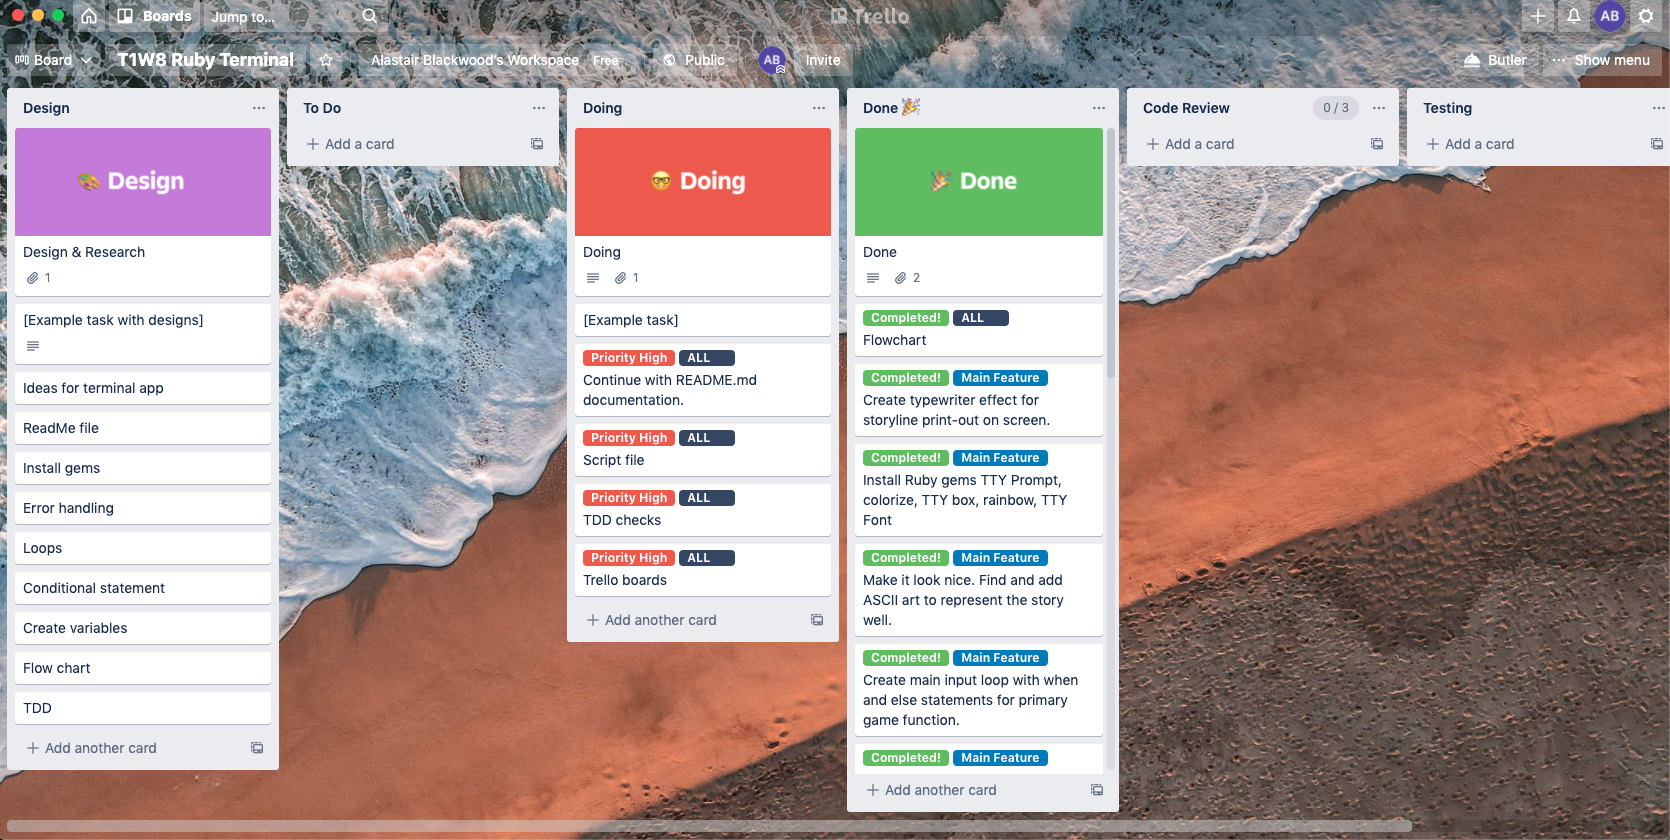 Boards
Jump to...
Trello
AB
Board
T1W8 Ruby Terminal
Alastair Blackwood's Workspace
Free
Public
AB
Invite
Butler
Show menu
Design
Design
Design & Research
1
[Example task with designs]
Ideas for terminal app
ReadMe file
Install gems
Error handling
Loops
Conditional statement
Create variables
Flow chart
TDD
Add another card
To Do
Add a card
Doing
Doing
Doing
1
[Example task]
Priority High ALL
Continue with README.md
documentation.
Priority High ALL
Script file
Priority High ALL
TDD checks
Priority High ALL
Trello boards
Add another card
Done
Done
Done
2
Completed! ALL
Flowchart
Completed! Main Feature
Create typewriter effect for
storyline print-out on screen.
Completed! Main Feature
Install Ruby gems TTY Prompt,
colorize, TTY box, rainbow, TTY
Font
Completed! Main Feature
Make it look nice. Find and add
ASCII art to represent the story
well.
Completed! Main Feature
Create main input loop with when
and else statements for primary
game function.
Completed! Main Feature
Add another card
Code Review
0 / 3
Add a card
Testing
Add a card